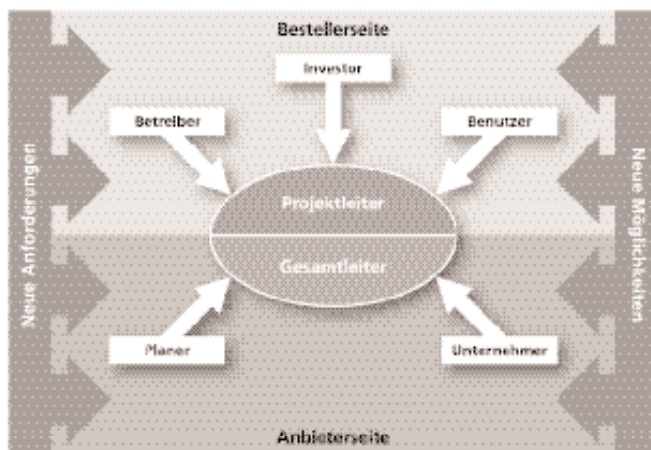 Bestellerseite
Investor
Betreiber
Benutzer
Neue Anforderungen
Neue Möglichkeiten
Projektleiter
Gesamtleiter
Planer
Unternehmer
Anbieterseite